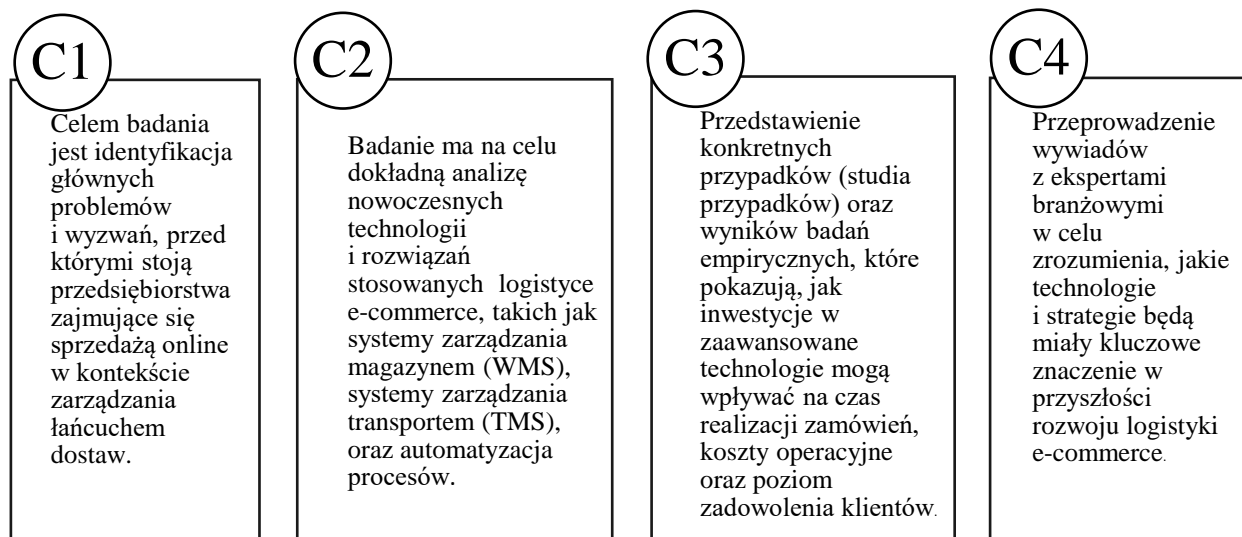 C1
Celem badania
jest identyfikacja
głównych
problemów
i wyzwań, przed
którymi stoją
przedsiębiorstwa
zajmujące się
sprzedażą online
w kontekście
zarządzania
łańcuchem
dostaw.
C2
Badanie ma na celu
dokładną analizę
nowoczesnych
technologii
i rozwiązań
stosowanych logistyce
e-commerce, takich jak
systemy zarządzania
magazynem (WMS),
systemy zarządzania
transportem (TMS),
oraz automatyzacja
procesów.
C3
Przedstawienie
konkretnych
przypadków (studia
przypadków) oraz
wyników badań
empirycznych, które
pokazują, jak
inwestycje w
zaawansowane
technologie mogą
wpływać na czas
realizacji zamówień,
koszty operacyjne
oraz poziom
zadowolenia klientów.
C4
Przeprowadzenie
wywiadów
z ekspertami
branżowymi
w celu
zrozumienia, jakie
technologie
i strategie będą
miały kluczowe
znaczenie w
przyszłości
rozwoju logistyki
e-commerce.